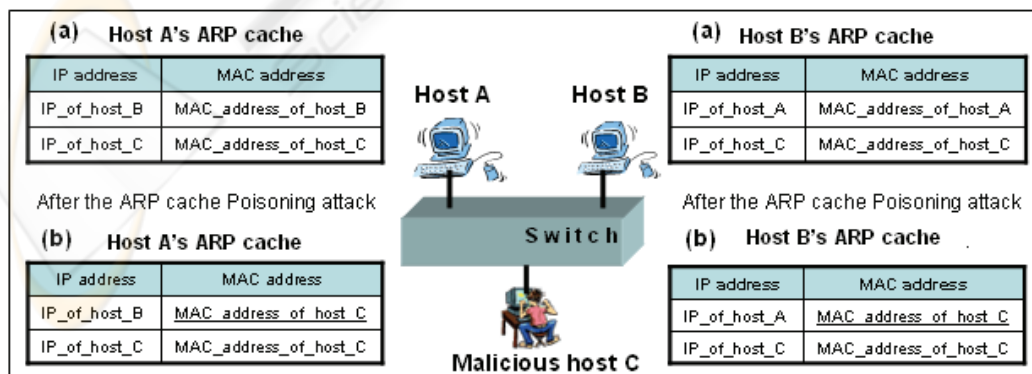 (a) Host A's ARP cache
IP address MAC address
IP_of_host_B MAC_address_of_host_B
IP_of_host_C MAC_address_of_host_C
After the ARP cache Poisoning attack
(b) Host A's ARP cache
IP address MAC address
IP_of_host_B MAC_address_of_host_C
IP_of_host_C MAC_address_of_host_C
Host A Host B
Switch
Malicious host C
(a) Host B's ARP cache
IP address MAC address
IP_of_host_A MAC_address_of_host_A
IP_of_host_C MAC_address_of_host_C
After the ARP cache Poisoning attack
(b) Host B's ARP cache .
IP address MAC address
IP_of_host_A MAC_address_of_host_C
IP_of_host_C MAC_address_of_host_C